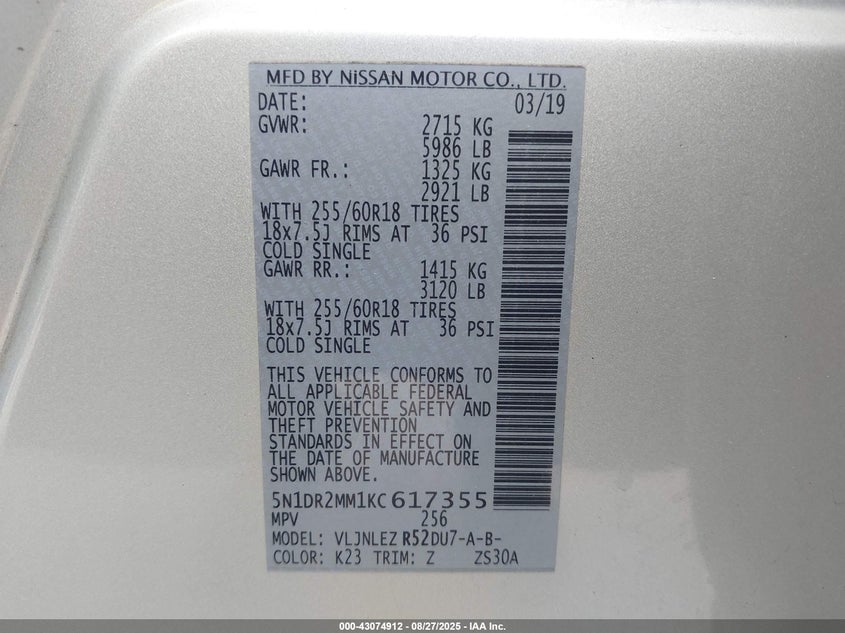 MFD BY NISSAN MOTOR CO., LTD.
DATE: 03/19
GVWR: 2715 KG
5986 LB
GAWR FR.: 1325 KG
2921 LB
WITH 255/60R18 TIRES
18x7.5J RIMS AT 36 PSI
COLD SINGLE
GAWR RR.: 1415 KG
3120 LB
WITH 255/60R18 TIRES
18x7.5J RIMS AT 36 PSI
COLD SINGLE
THIS VEHICLE CONFORMS TO
ALL APPLICABLE FEDERAL
MOTOR VEHICLE SAFETY AND
THEFT PREVENTION
STANDARDS IN EFFECT ON
THE DATE OF MANUFACTURE
SHOWN ABOVE.
5N1DR2MM1KC617355
MPV 256
MODEL: VLJNLEZ R52DU7-A-B-
COLOR: K23 TRIM: Z ZS30A
000-43074912 - 08/27/2025 - IAA Inc.